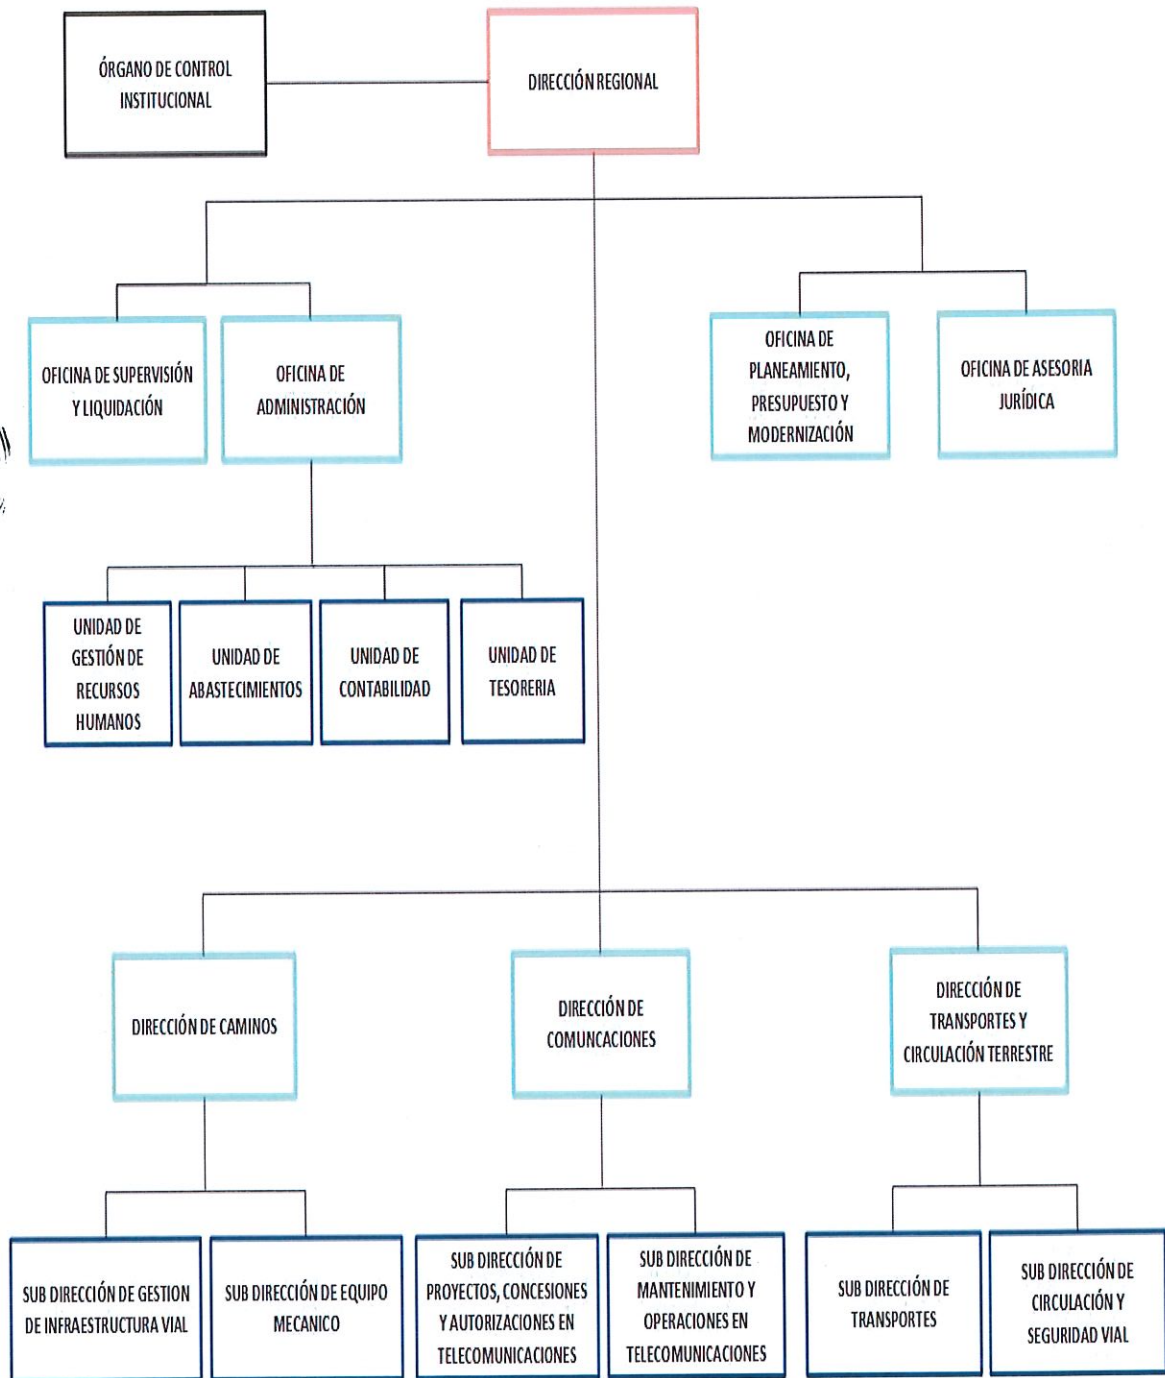 ÓRGANO DE CONTROL
INSTITUCIONAL
DIRECCIÓN REGIONAL
OFICINA DE SUPERVISIÓN
Y LIQUIDACIÓN
OFICINA DE
ADMINISTRACIÓN
OFICINA DE
PLANEAMIENTO,
PRESUPUESTO Y
MODERNIZACIÓN
OFICINA DE ASESORIA
JURÍDICA
UNIDAD DE
GESTIÓN DE
RECURSOS
HUMANOS
UNIDAD DE
ABASTECIMIENTOS
UNIDAD DE
CONTABILIDAD
UNIDAD DE
TESORERIA
DIRECCIÓN DE CAMINOS
DIRECCIÓN DE
COMUNCACIONES
DIRECCIÓN DE
TRANSPORTES Y
CIRCULACIÓN TERRESTRE
SUB DIRECCIÓN DE GESTION
DE INFRAESTRUCTURA VIAL
SUB DIRECCIÓN DE EQUIPO
MECANICO
SUB DIRECCIÓN DE
PROYECTOS, CONCESIONES
Y AUTORIZACIONES EN
TELECOMUNICACIONES
SUB DIRECCIÓN DE
MANTENIMIENTO Y
OPERACIONES EN
TELECOMUNICACIONES
SUB DIRECCIÓN DE
TRANSPORTES
SUB DIRECCIÓN DE
CIRCULACIÓN Y
SEGURIDAD VIAL